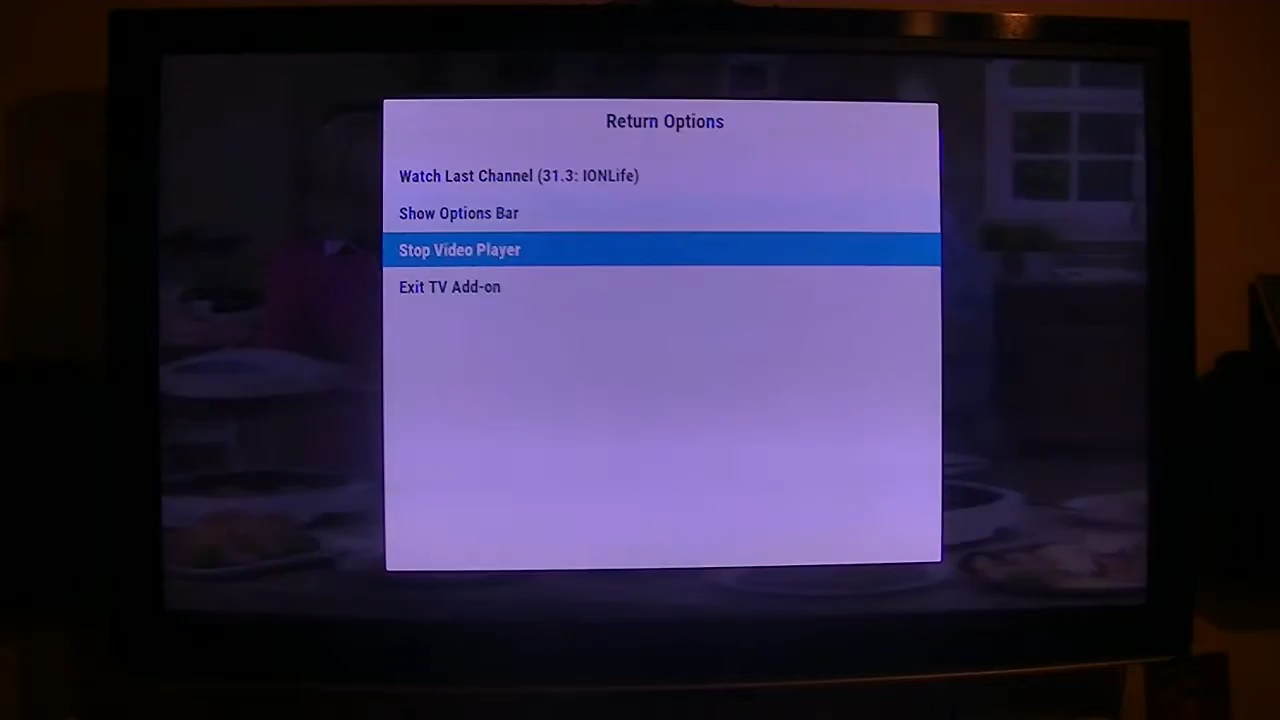 Return Options
Watch Last Channel (31.3: IONLife)
Show Options Bar
Stop Video Player
Exit TV Add-on